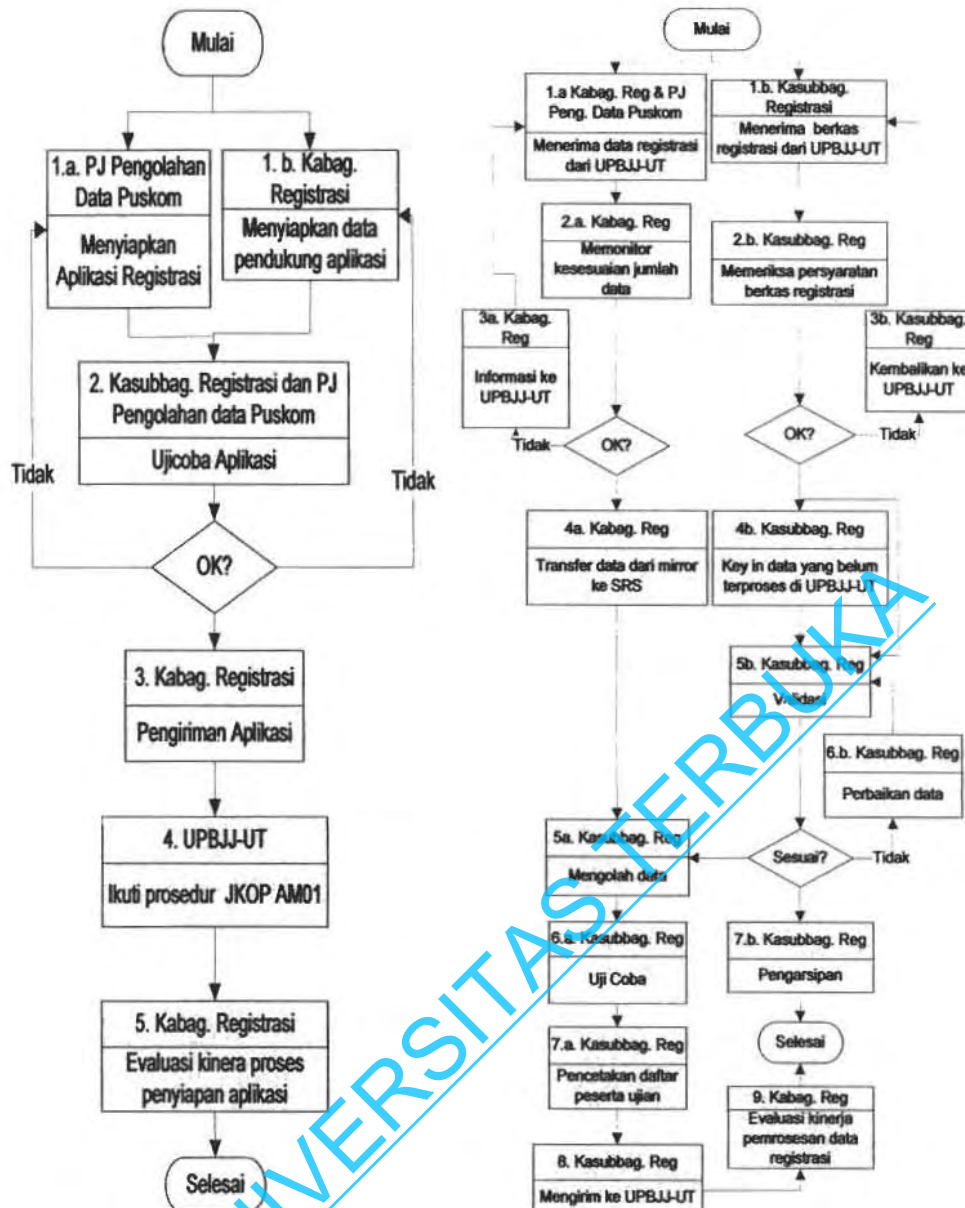 Mulai
1.a. PJ Pengolahan
Data Puskom
Menyiapkan
Aplikasi Registrasi
1. b. Kabag.
Registrasi
Menyiapkan data
pendukung aplikasi
2. Kasubbag. Registrasi dan PJ
Pengolahan data Puskom
Ujicoba Aplikasi
Tidak
Tidak
OK?
3. Kabag. Registrasi
Pengiriman Aplikasi
4. UPBJJ-UT
Ikuti prosedur JKOP AM01
5. Kabag. Registrasi
Evaluasi kinera proses
penyiapan aplikasi
Selesai
Mulai
1.a Kabag. Reg & PJ
Peng. Data Puskom
Menerima data registrasi
dari UPBJJ-UT
1.b. Kasubbag.
Registrasi
Menerima berkas
registrasi dari UPBJJ-UT
2.a. Kabag. Reg
Memonitor
kesesuaian jumlah
data
2.b. Kasubbag. Reg
Memeriksa persyaratan
berkas registrasi
3a. Kabag.
Reg
Informasi ke
UPBJJ-UT
3b. Kasubbag.
Reg
Kembalikan ke
UPBJJ-UT
Tidak
OK?
OK?
Tidak
4a. Kabag. Reg
Transfer data dari mirror
ke SRS
4b. Kasubbag. Reg
Key in data yang belum
terproses di UPBJJ-UT
5b. Kasubbag. Reg
Validasi
6.b. Kasubbag. Reg
Perbaikan data
5a. Kasubbag. Reg
Mengolah data
Sesuai?
Tidak
6.a. Kasubbag. Reg
Uji Coba
7.b. Kasubbag. Reg
Pengarsipan
7.a. Kasubbag. Reg
Pencetakan daftar
peserta ujian
Selesai
9. Kabag. Reg
Evaluasi kinerja
pemrosesan data
registrasi
8. Kasubbag. Reg
Mengirim ke UPBJJ-UT
UNIVERSITAS TERBUKA